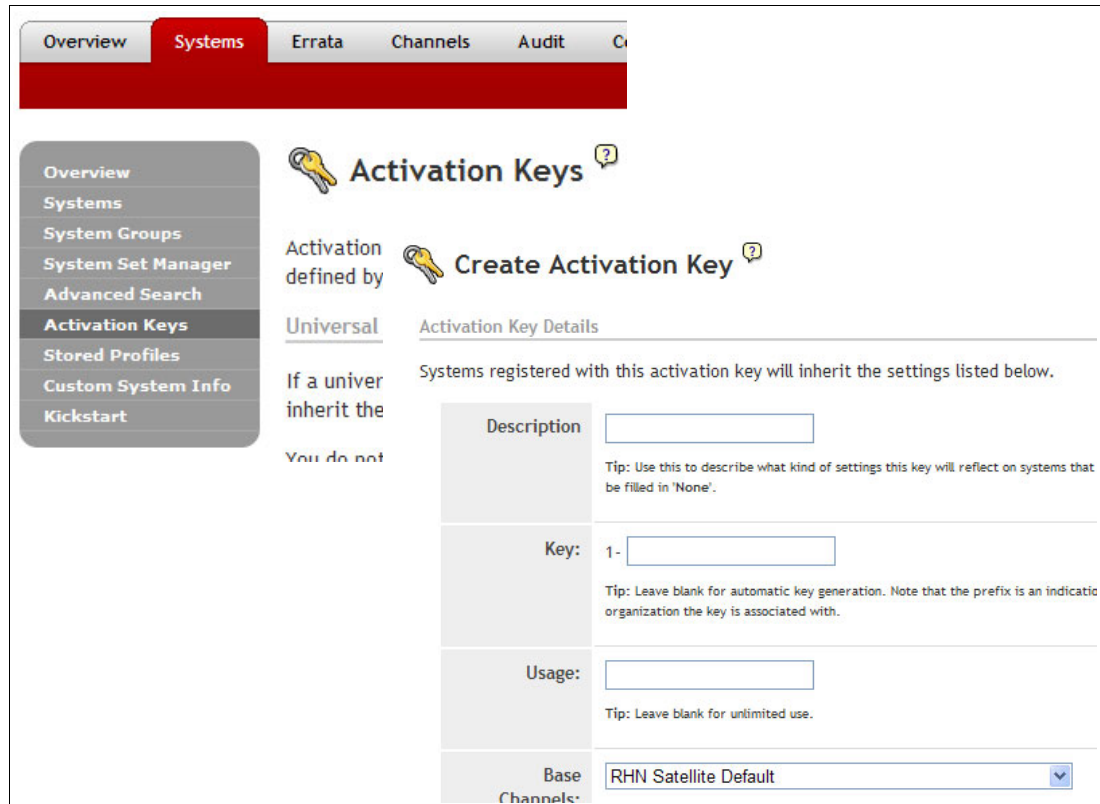 Overview Systems Errata Channels Audit
Overview
Systems
System Groups
System Set Manager
Advanced Search
Activation Keys
Stored Profiles
Custom System Info
Kickstart
Activation Keys ?
Activation
defined by
Universal
If a univer
inherit the
You do not
Create Activation Key ?
Activation Key Details
Systems registered with this activation key will inherit the settings listed below.
Description
Tip: Use this to describe what kind of settings this key will reflect on systems that
be filled in 'None'.
Key: 1-
Tip: Leave blank for automatic key generation. Note that the prefix is an indicatio
organization the key is associated with.
Usage:
Tip: Leave blank for unlimited use.
Base RHN Satellite Default
Channels: